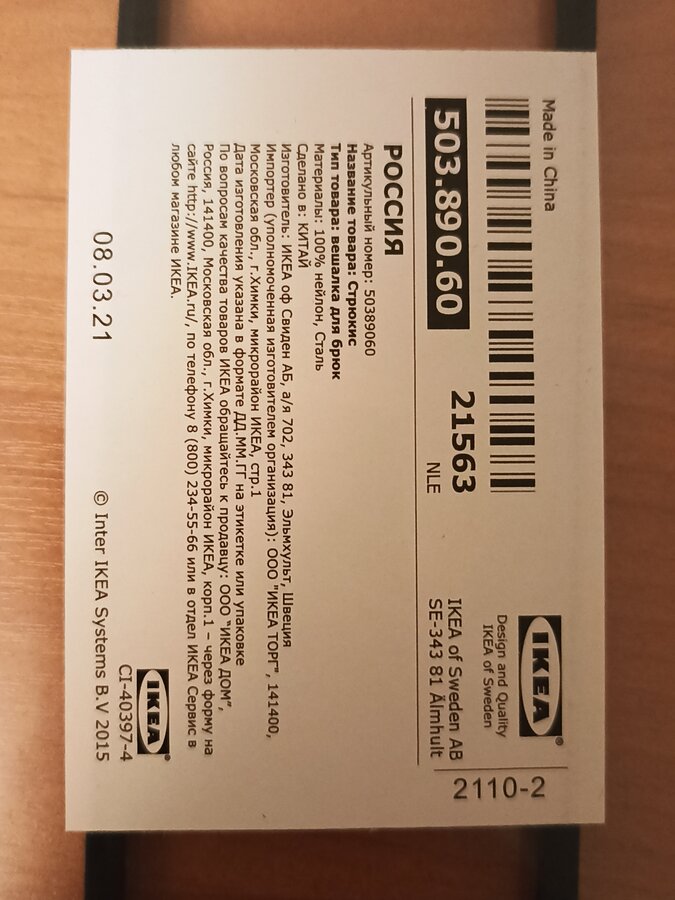 Made in China
503.890.60
21563
NLE
IKEA®
Design and Quality
IKEA of Sweden
IKEA of Sweden AB
SE-343 81 Älmhult
2110-2
РОССИЯ
Артикульный номер: 50389060
Название товара: Стрюкис
Тип товара: вешалка для брюк
Материалы: 100% нейлон, Сталь
Сделано в: КИТАЙ
Изготовитель: ИКЕА оф Свиден АБ, а/я 702, 343 81, Эльмхульт, Швеция
Импортер (уполномоченная изготовителем организация): ООО "ИКЕА ТОРГ", 141400,
Московская обл., г.Химки, микрорайон ИКЕА, стр.1
Дата изготовления указана в формате ДД.ММ.ГГ на этикетке или упаковке
По вопросам качества товаров ИКЕА обращайтесь к продавцу: ООО "ИКЕА ДОМ",
Россия, 141400, Московская обл., г.Химки, микрорайон ИКЕА, корп.1 – через форму на
сайте http://www.IKEA.ru/, по телефону 8 (800) 234-55-66 или в отдел ИКЕА Сервис в
любом магазине ИКЕА.
IKEA®
CI-40397-4
08.03.21
© Inter IKEA Systems B.V 2015